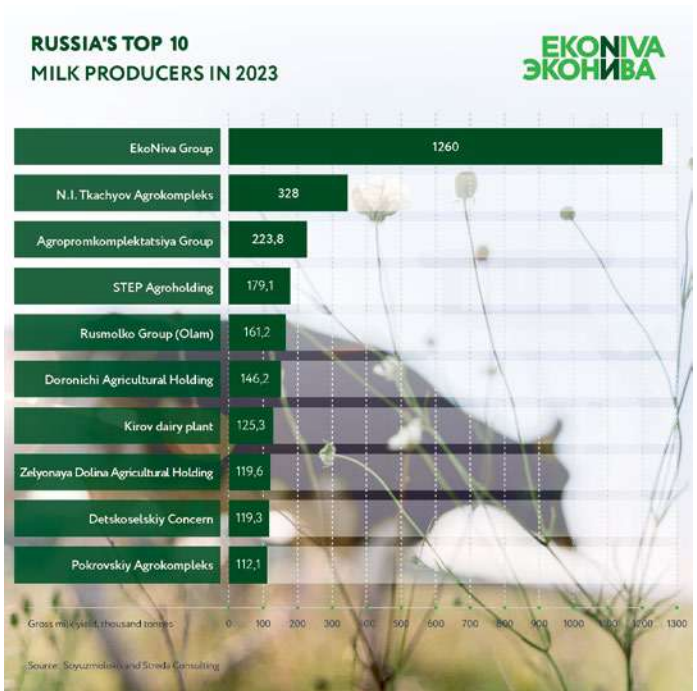 RUSSIA'S TOP 10
MILK PRODUCERS IN 2023
EKONIVA
ЭКОНИВА
EkoNiva Group 1260
N.I. Tkachyov Agrokompleks 328
Agropromkomplektatsiya Group 223,8
STEP Agroholding 179,1
Rusmolko Group (Olam) 161,2
Doronichi Agricultural Holding 146,2
Kirov dairy plant 125,3
Zelyonaya Dolina Agricultural Holding 119,6
Detskoselskiy Concern 119,3
Pokrovskiy Agrokompleks 112,1
Gross milk yield, thousand tonnes 0 100 200 300 400 500 600 700 800 900 1000 1100 1200 1300
Source: Soyuzmoloko and Streda Consulting